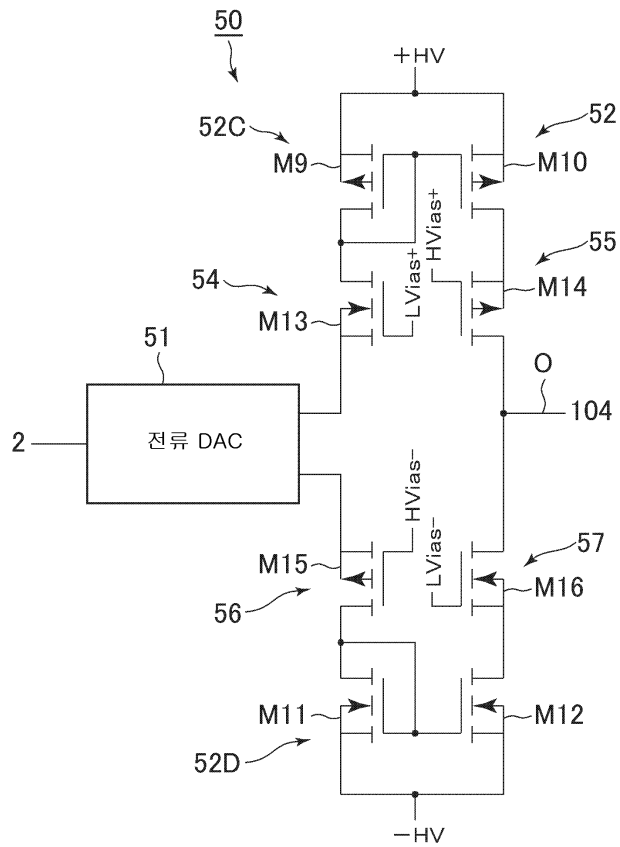 50
+HV
52C
52
M9
M10
HVias+
LVias+
54
55
M13
M14
51
O
104
2
전류 DAC
HVias-
LVias-
M15
57
56
M16
M11
M12
52D
-HV